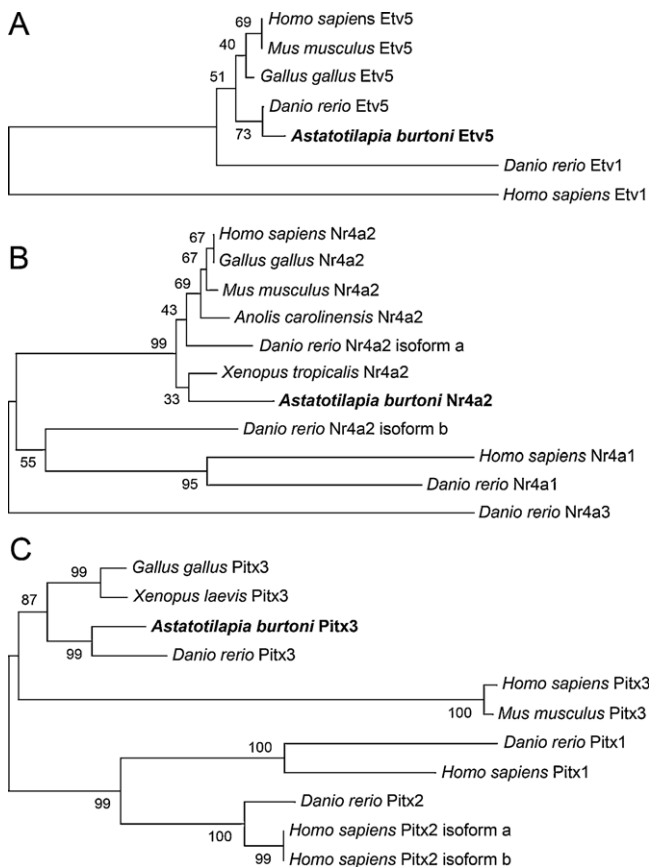 A
69 Homo sapiens Etv5
40 Mus musculus Etv5
51 Gallus gallus Etv5
Danio rerio Etv5
73 Astatotilapia burtoni Etv5
Danio rerio Etv1
Homo sapiens Etv1
B
67 Homo sapiens Nr4a2
67 Gallus gallus Nr4a2
69 Mus musculus Nr4a2
43 Anolis carolinensis Nr4a2
99 Danio rerio Nr4a2 isoform a
Xenopus tropicalis Nr4a2
33 Astatotilapia burtoni Nr4a2
Danio rerio Nr4a2 isoform b
55 Homo sapiens Nr4a1
95 Danio rerio Nr4a1
Danio rerio Nr4a3
C
99 Gallus gallus Pitx3
87 Xenopus laevis Pitx3
Astatotilapia burtoni Pitx3
99 Danio rerio Pitx3
Homo sapiens Pitx3
100 Mus musculus Pitx3
100 Danio rerio Pitx1
Homo sapiens Pitx1
99 Danio rerio Pitx2
100 Homo sapiens Pitx2 isoform a
99 Homo sapiens Pitx2 isoform b